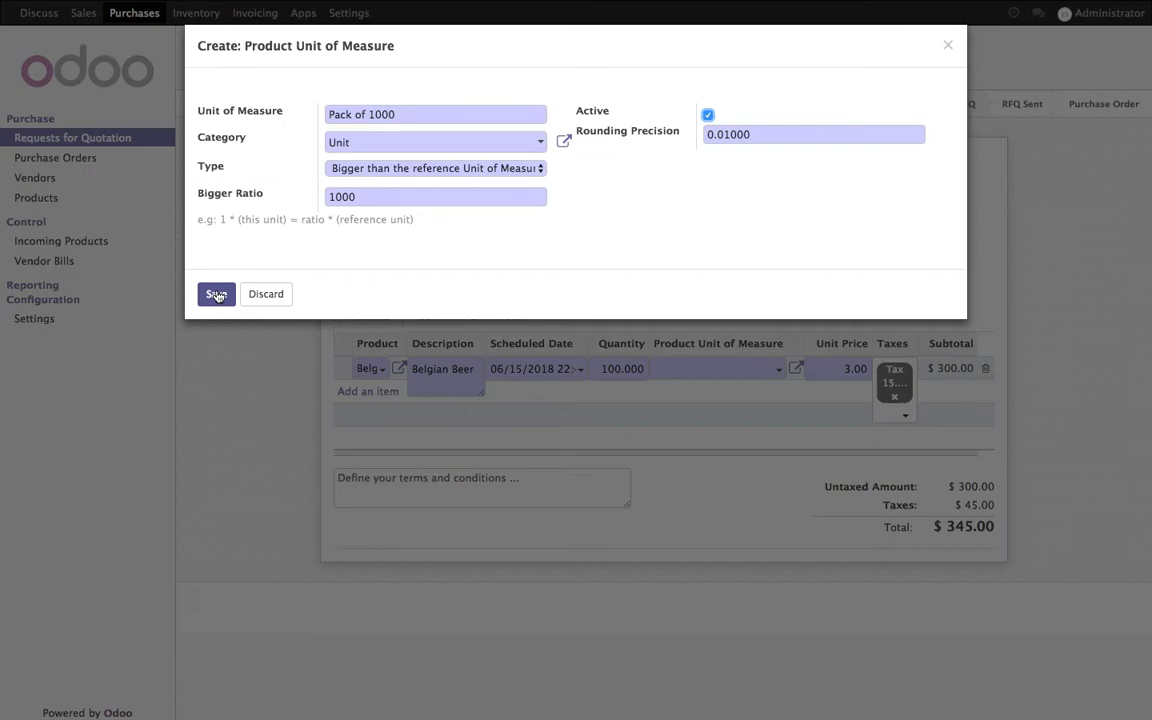 Discuss Sales Purchases Inventory Invoicing Apps Settings Administrator
odoo
Purchase
Requests for Quotation
Purchase Orders
Vendors
Products
Control
Incoming Products
Vendor Bills
Reporting
Configuration
Settings
Powered by Odoo
Create: Product Unit of Measure ×
Unit of Measure Pack of 1000
Category Unit
Type Bigger than the reference Unit of Measur
Bigger Ratio 1000
e.g: 1 * (this unit) = ratio * (reference unit)
Active
Rounding Precision 0.01000
Discard
RFQ Sent Purchase Order
Product Description Scheduled Date Quantity Product Unit of Measure Unit Price Taxes Subtotal
Belg Belgian Beer 06/15/2018 22: 100.000 3.00 Tax $ 300.00
15....
×
Add an item
Define your terms and conditions ...
Untaxed Amount: $ 300.00
Taxes: $ 45.00
Total: $ 345.00